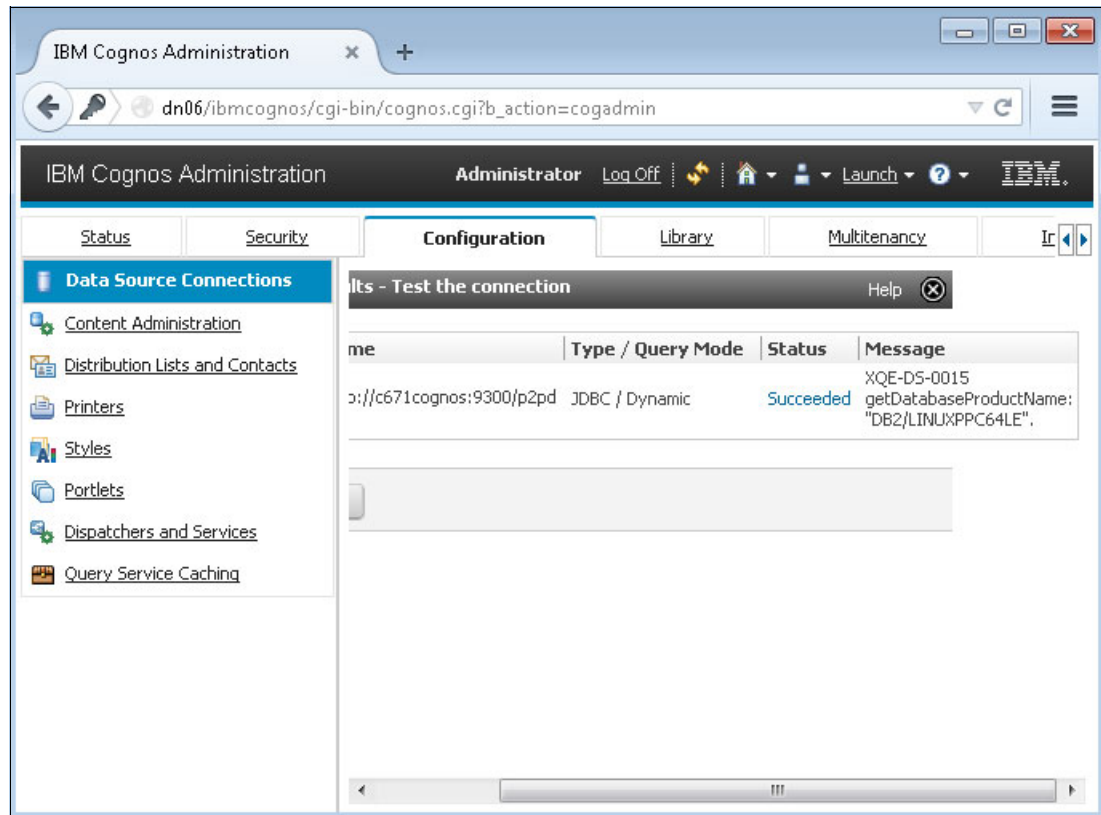 IBM Cognos Administration
dn06/ibmcognos/cgi-bin/cognos.cgi?b_action=cogadmin
IBM Cognos Administration Administrator Log Off Launch IBM.
Status Security Configuration Library Multitenancy
Data Source Connections
lts - Test the connection Help
Content Administration
me Type / Query Mode Status Message
Distribution Lists and Contacts
p://c671cognos:9300/p2pd JDBC / Dynamic Succeeded XQE-DS-0015
getDatabaseProductName:
"DB2/LINUXPPC64LE".
Printers
Styles
Portlets
Dispatchers and Services
Query Service Caching